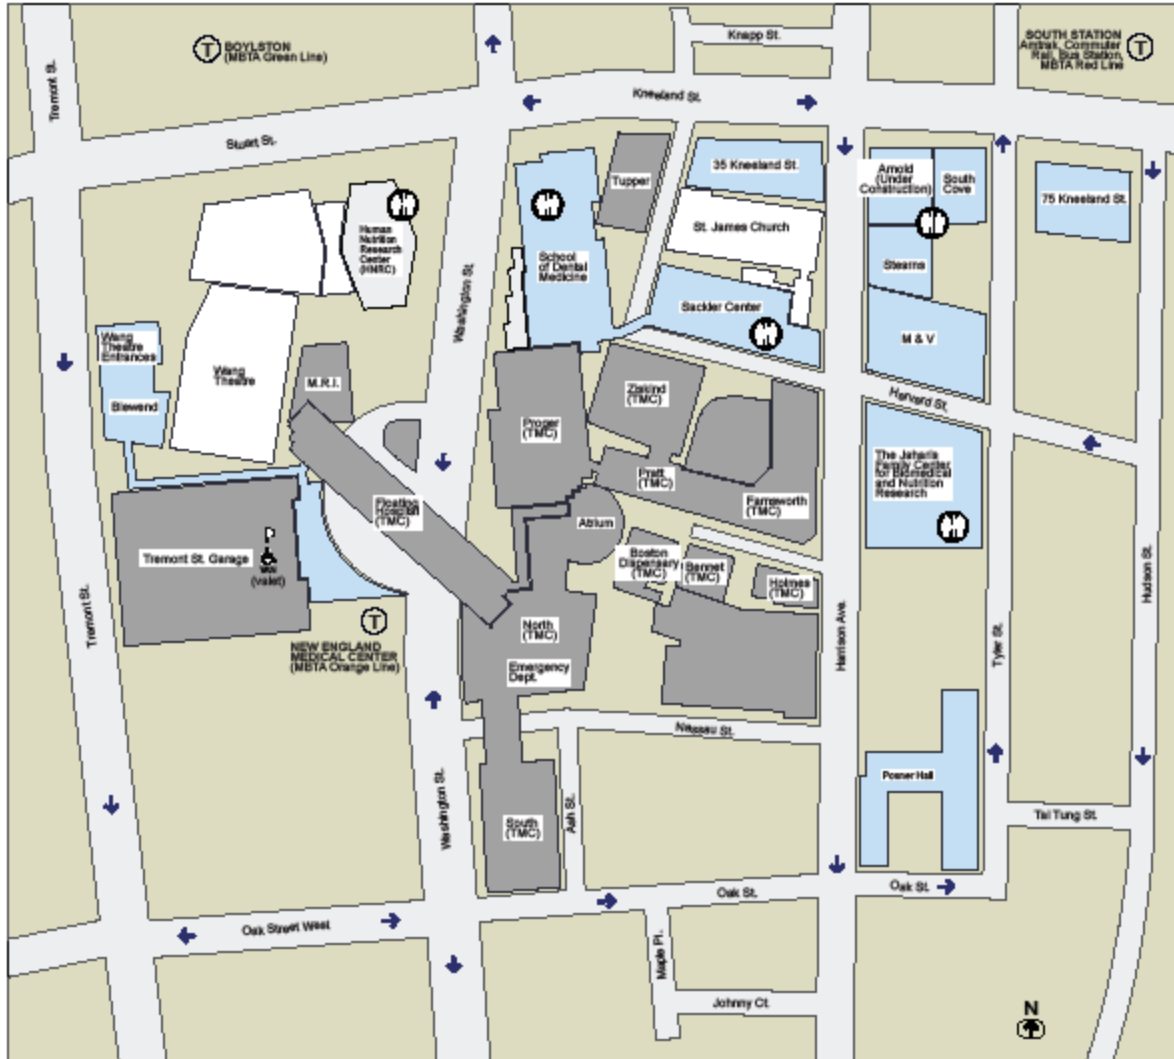 Knapp St.
SOUTH STATION
Amtrak, Commuter
Rail, Bus Station,
MBTA Red Line
T
T
BOYLSTON
(MBTA Green Line)
Tremont St.
Kneeland St.
Stuart St.
Tupper
35 Kneeland St.
Arnold
(Under
Construction)
South
Cove
75 Kneeland St.
Human
Nutrition
Research
Center
(HNRC)
St. James Church
School
of Dental
Medicine
Stearns
Washington St.
Sackler Center
M & V
Wang
Theatre
Entrances
Wang
Theatre
M.R.I.
Biewend
Ziskind
(TMC)
Harvard St.
Proger
(TMC)
The Jaharis
Family Center
for Biomedical
and Nutrition
Research
Pratt
(TMC)
Farnsworth
(TMC)
Floating
Hospital
(TMC)
Atrium
Tremont St. Garage
(valet)
Boston
Dispensary
(TMC)
Bennet
(TMC)
Holmes
(TMC)
Hudson St.
Tremont St.
T
NEW ENGLAND
MEDICAL CENTER
(MBTA Orange Line)
North
(TMC)
Emergency
Dept.
Harrison Ave.
Tyler St.
Nassau St.
Posner Hall
Washington St.
Ash St.
South
(TMC)
Tai Tung St.
Oak St.
Oak St.
Oak Street West
Maple Pl.
Johnny Ct.
N